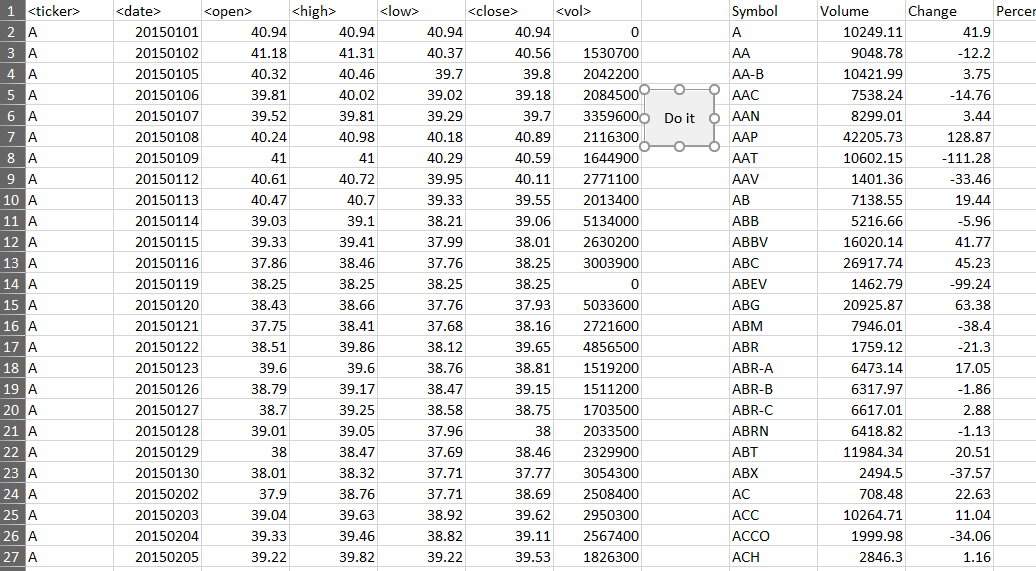 1 <ticker> <date> <open> <high> <low> <close> <vol> Symbol Volume Change Percer
2 A 20150101 40.94 40.94 40.94 40.94 0 A 10249.11 41.9
3 A 20150102 41.18 41.31 40.37 40.56 1530700 AA 9048.78 -12.2
4 A 20150105 40.32 40.46 39.7 39.8 2042200 AA-B 10421.99 3.75
5 A 20150106 39.81 40.02 39.02 39.18 2084500 AAC 7538.24 -14.76
6 A 20150107 39.52 39.81 39.29 39.7 3359600 Do it AAN 8299.01 3.44
7 A 20150108 40.24 40.98 40.18 40.89 2116300 AAP 42205.73 128.87
8 A 20150109 41 41 40.29 40.59 1644900 AAT 10602.15 -111.28
9 A 20150112 40.61 40.72 39.95 40.11 2771100 AAV 1401.36 -33.46
10 A 20150113 40.47 40.7 39.33 39.55 2013400 AB 7138.55 19.44
11 A 20150114 39.03 39.1 38.21 39.06 5134000 ABB 5216.66 -5.96
12 A 20150115 39.33 39.41 37.99 38.01 2630200 ABBV 16020.14 41.77
13 A 20150116 37.86 38.46 37.76 38.25 3003900 ABC 26917.74 45.23
14 A 20150119 38.25 38.25 38.25 38.25 0 ABEV 1462.79 -99.24
15 A 20150120 38.43 38.66 37.76 37.93 5033600 ABG 20925.87 63.38
16 A 20150121 37.75 38.41 37.68 38.16 2721600 ABM 7946.01 -38.4
17 A 20150122 38.51 39.86 38.12 39.65 4856500 ABR 1759.12 -21.3
18 A 20150123 39.6 39.6 38.76 38.81 1519200 ABR-A 6473.14 17.05
19 A 20150126 38.79 39.17 38.47 39.15 1511200 ABR-B 6317.97 -1.86
20 A 20150127 38.7 39.25 38.58 38.75 1703500 ABR-C 6617.01 2.88
21 A 20150128 39.01 39.05 37.96 38 2033500 ABRN 6418.82 -1.13
22 A 20150129 38 38.47 37.69 38.46 2329900 ABT 11984.34 20.51
23 A 20150130 38.01 38.32 37.71 37.77 3054300 ABX 2494.5 -37.57
24 A 20150202 37.9 38.76 37.71 38.69 2508400 AC 708.48 22.63
25 A 20150203 39.04 39.63 38.92 39.62 2950300 ACC 10264.71 11.04
26 A 20150204 39.33 39.46 38.82 39.11 2567400 ACCO 1999.98 -34.06
27 A 20150205 39.22 39.82 39.22 39.53 1826300 ACH 2846.3 1.16